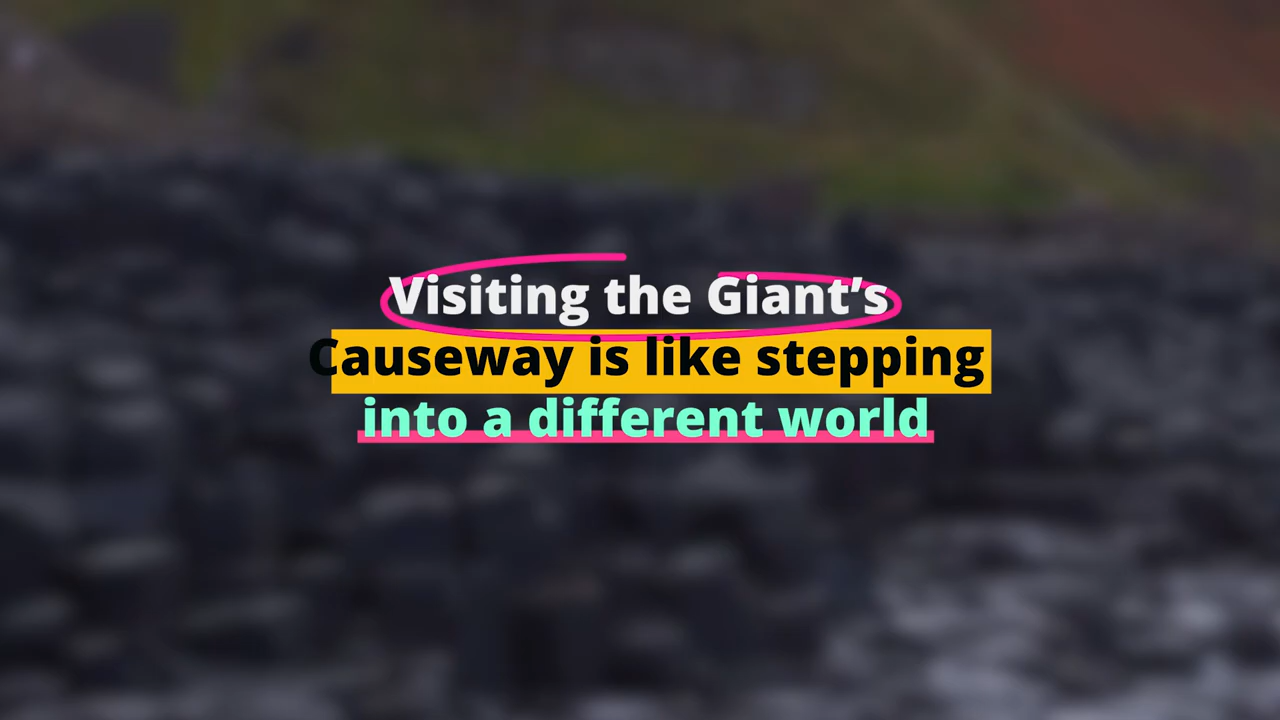 Visiting the Giant’s
Causeway is like stepping
into a different world